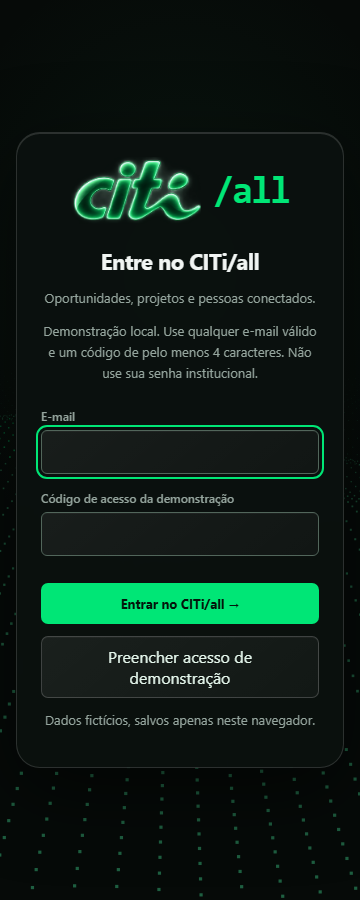 citi /all
Entre no CITi/all
Oportunidades, projetos e pessoas conectados.
Demonstração local. Use qualquer e-mail válido
e um código de pelo menos 4 caracteres. Não
use sua senha institucional.
E-mail
Código de acesso da demonstração
Entrar no CITi/all →
Preencher acesso de
demonstração
Dados fictícios, salvos apenas neste navegador.